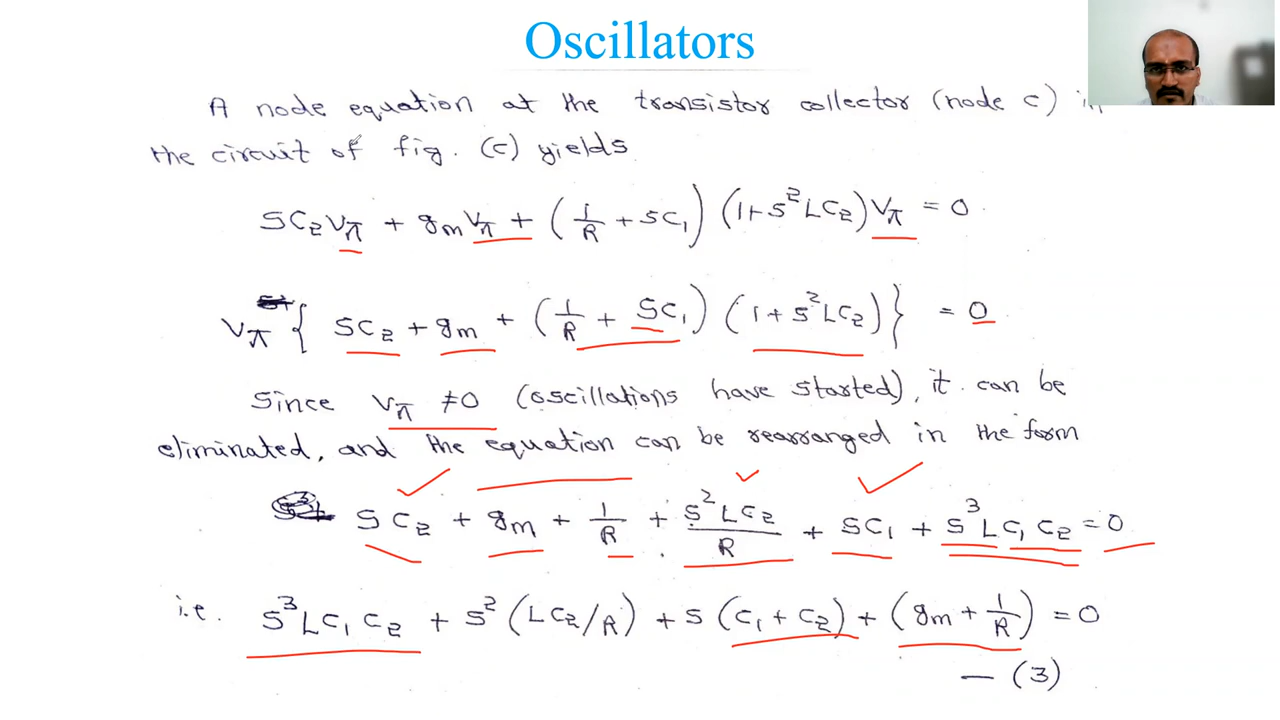 Oscillators
A node equation at the transistor collector (node C) in
the circuit of fig. (c) yields
SC₂Vπ + gmVπ + (1/R + SC₁) (1+S²LC₂)Vπ = 0
Vπ { SC₂ + gm + (1/R + SC₁) (1+S²LC₂)} = 0
Since Vπ ≠0 (oscillations have started), it can be
eliminated, and the equation can be rearranged in the form
SC₂ + gm + 1/R + S²LC₂/R + SC₁ + S³LC₁C₂ = 0
i.e. S³LC₁C₂ + S²(LC₂/R) + S(C₁+C₂) + (gm + 1/R) = 0
— (3)